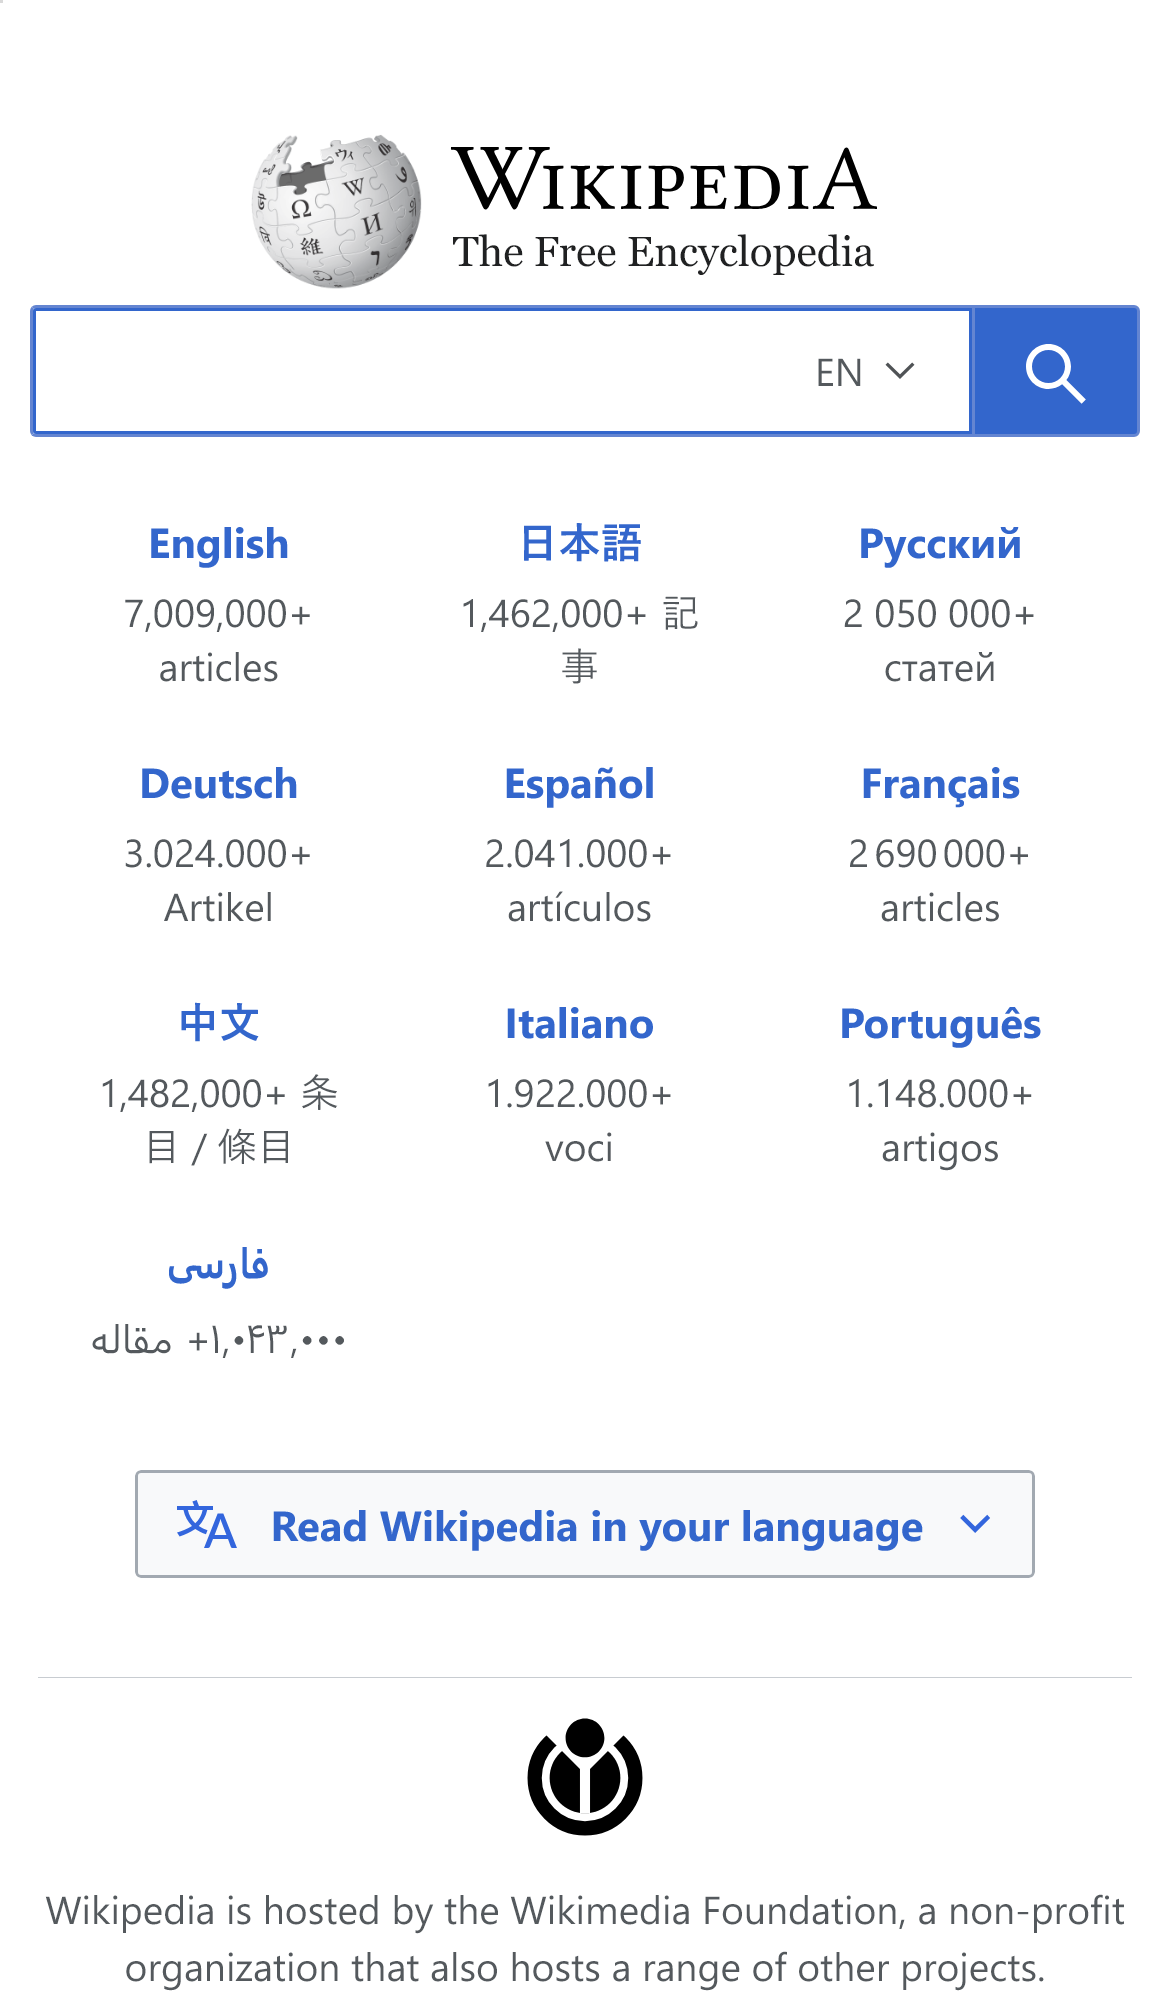 WIKIPEDIA
The Free Encyclopedia
EN
English
7,009,000+
articles
日本語
1,462,000+ 記
事
Русский
2 050 000+
статей
Deutsch
3.024.000+
Artikel
Español
2.041.000+
artículos
Français
2 690 000+
articles
中文
1,482,000+ 条
目 / 條目
Italiano
1.922.000+
voci
Português
1.148.000+
artigos
فارسی
۱,۰۴۳,۰۰۰+ مقاله
Read Wikipedia in your language
Wikipedia is hosted by the Wikimedia Foundation, a non-profit
organization that also hosts a range of other projects.